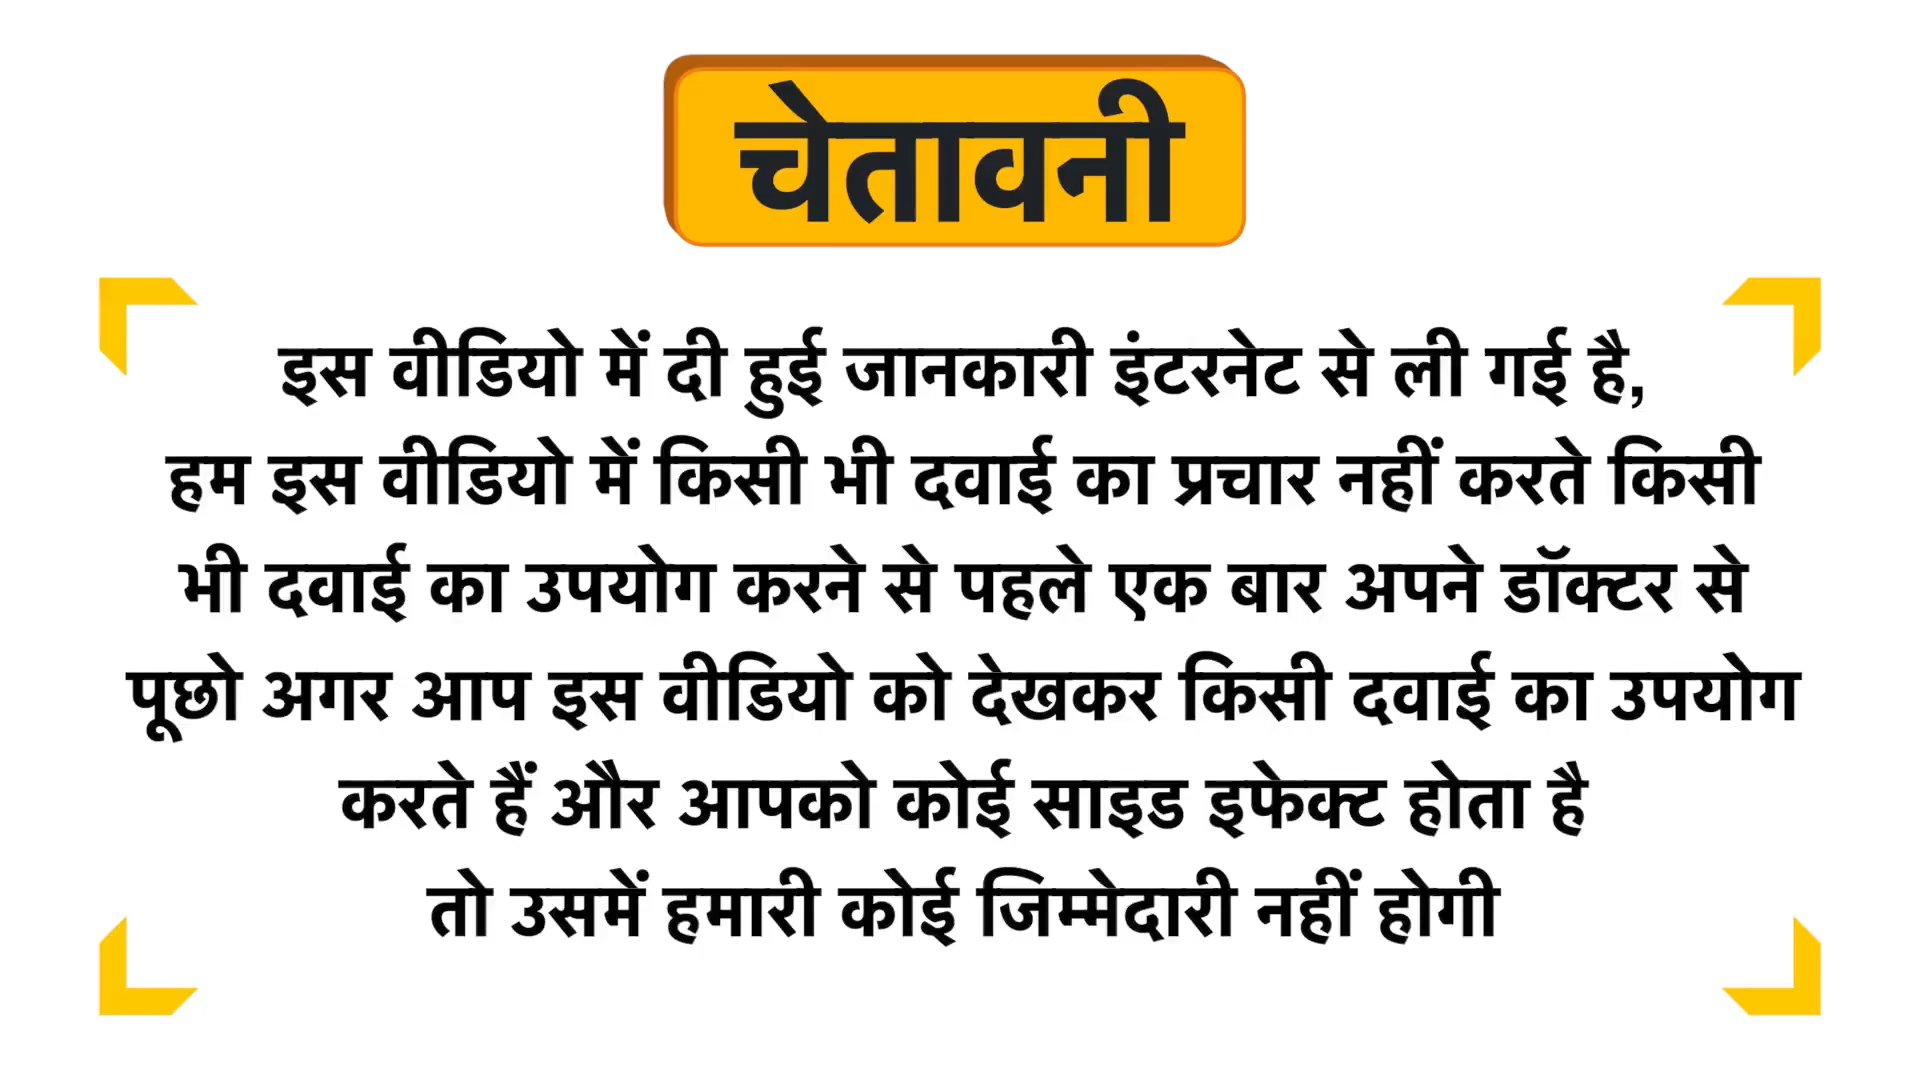 चेतावनी
इस वीडियो में दी हुई जानकारी इंटरनेट से ली गई है,
हम इस वीडियो में किसी भी दवाई का प्रचार नहीं करते किसी
भी दवाई का उपयोग करने से पहले एक बार अपने डॉक्टर से
पूछो अगर आप इस वीडियो को देखकर किसी दवाई का उपयोग
करते हैं और आपको कोई साइड इफेक्ट होता है
तो उसमें हमारी कोई जिम्मेदारी नहीं होगी